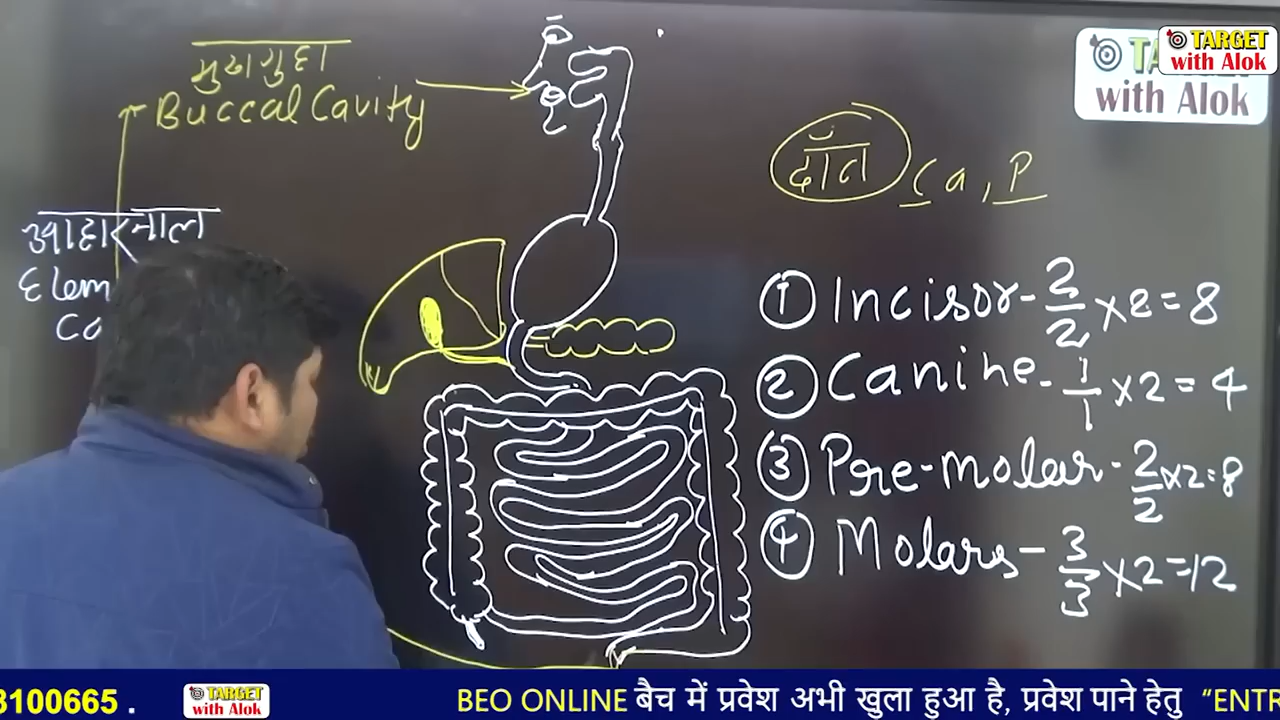 मुखगुहा
Buccal Cavity
आहारनाल
Elem
Ca
दाँत Ca, P
① Incisor - 2/2 × 2 = 8
② Canine - 1/1 × 2 = 4
③ Pre-molar - 2/2 × 2 = 8
④ Molars - 3/3 × 2 = 12
TARGET
with Alok
TARGET
with Alok
3100665 . TARGET with Alok BEO ONLINE बैच में प्रवेश अभी खुला हुआ है, प्रवेश पाने हेतु “ENTR